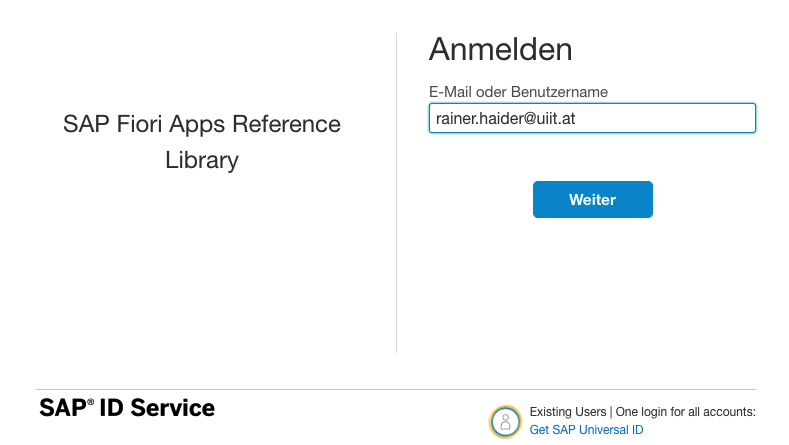 SAP Fiori Apps Reference
Library
Anmelden
E-Mail oder Benutzername
rainer.haider@uiit.at
Weiter
SAP® ID Service
Existing Users | One login for all accounts:
Get SAP Universal ID